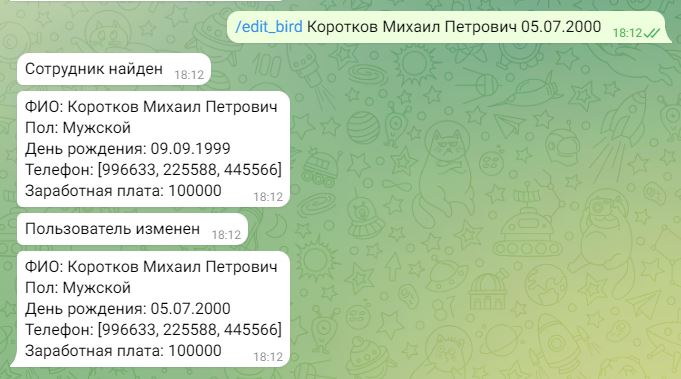 /edit_bird Коротков Михаил Петрович 05.07.2000 18:12
Сотрудник найден 18:12
ФИО: Коротков Михаил Петрович
Пол: Мужской
День рождения: 09.09.1999
Телефон: [996633, 225588, 445566]
Заработная плата: 100000 18:12
Пользователь изменен 18:12
ФИО: Коротков Михаил Петрович
Пол: Мужской
День рождения: 05.07.2000
Телефон: [996633, 225588, 445566]
Заработная плата: 100000 18:12